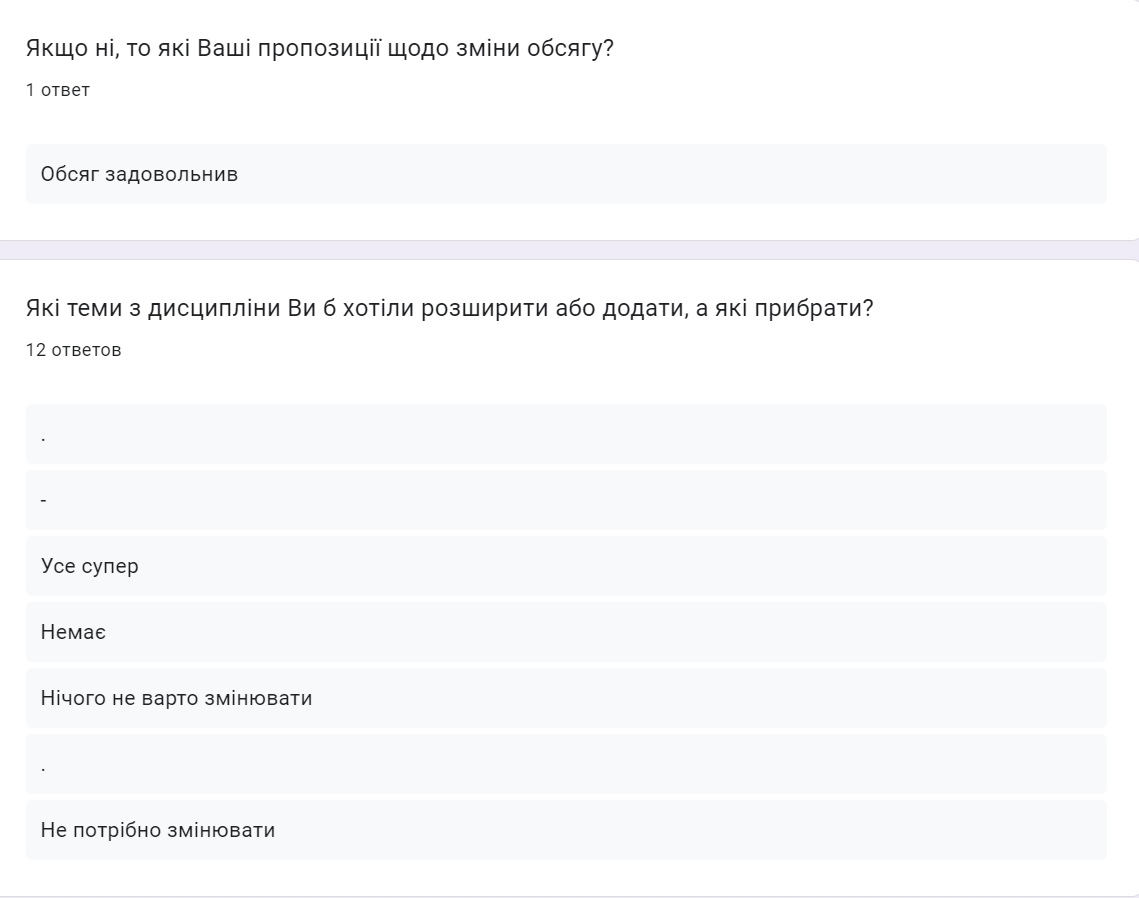 Якщо ні, то які Ваші пропозиції щодо зміни обсягу?
1 ответ
Обсяг задовольнив
Які теми з дисципліни Ви б хотіли розширити або додати, а які прибрати?
12 ответов
.
-
Усе супер
Немає
Нічого не варто змінювати
.
Не потрібно змінювати